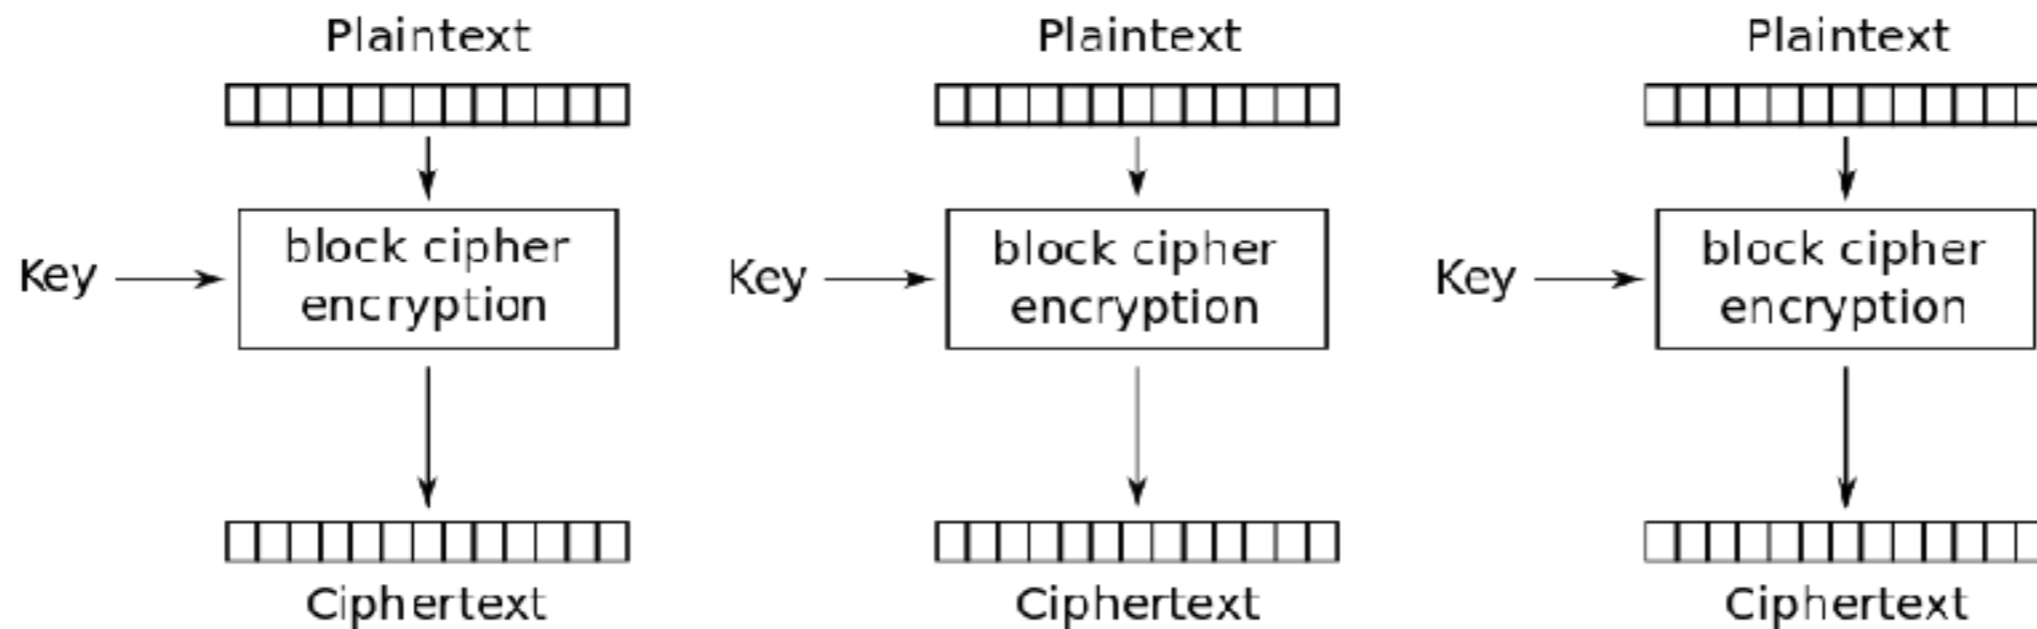 Plaintext
Plaintext
Plaintext
Key
block cipher
encryption
Key
block cipher
encryption
Key
block cipher
encryption
Ciphertext
Ciphertext
Ciphertext